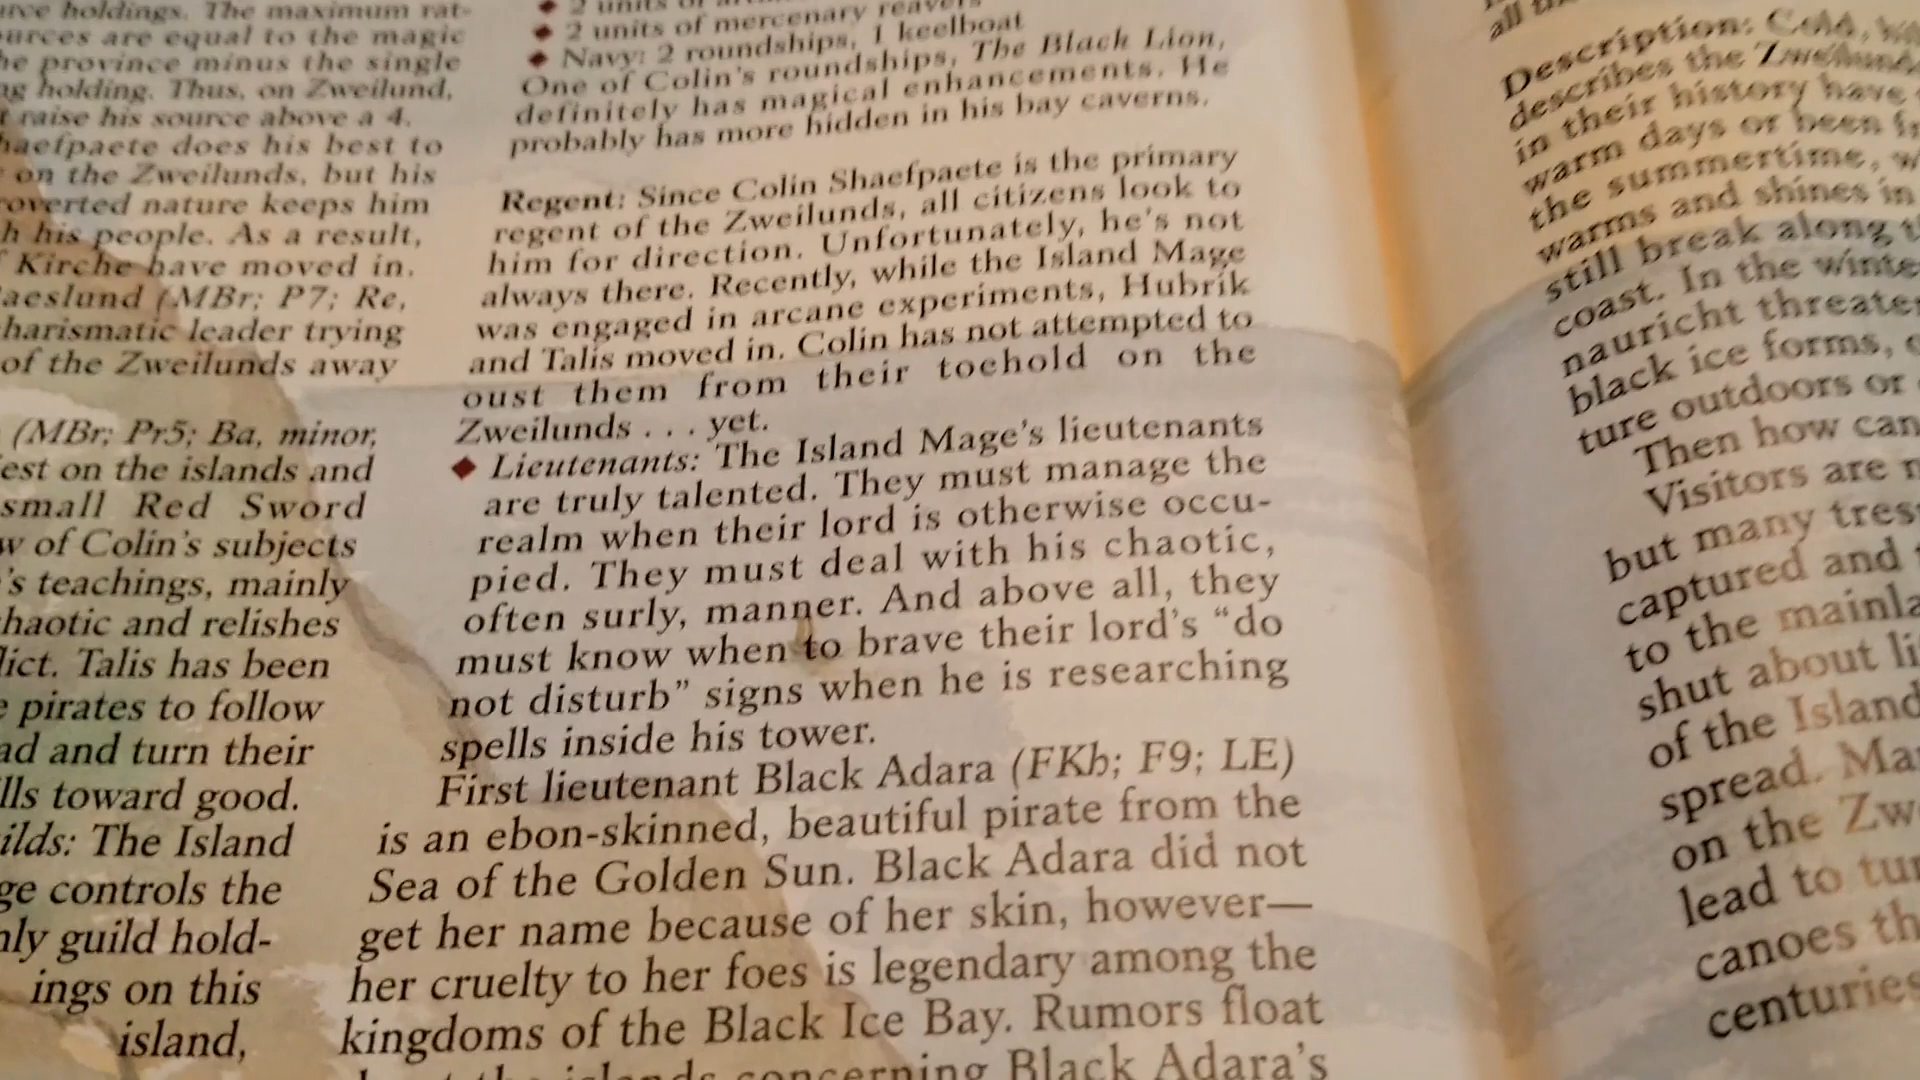 urce holdings. The maximum rat-
ources are equal to the magic
he province minus the single
ng holding. Thus, on Zweilund,
t raise his source above a 4.
haefpaete does his best to
on the Zweilunds, but his
roverted nature keeps him
h his people. As a result,
f Kirche have moved in.
aeslund (MBr; P7; Re,
harismatic leader trying
of the Zweilunds away
(MBr; Pr5; Ba, minor,
est on the islands and
small Red Sword
w of Colin's subjects
's teachings, mainly
haotic and relishes
lict. Talis has been
e pirates to follow
ad and turn their
lls toward good.
ilds: The Island
ge controls the
nly guild hold-
ings on this
island,
◆ 2 units of
◆ 2 units of mercenary reavers
◆ Navy: 2 roundships, 1 keelboat
One of Colin's roundships, The Black Lion,
definitely has magical enhancements. He
probably has more hidden in his bay caverns.
Regent: Since Colin Shaefpaete is the primary
regent of the Zweilunds, all citizens look to
him for direction. Unfortunately, he's not
always there. Recently, while the Island Mage
was engaged in arcane experiments, Hubrik
and Talis moved in. Colin has not attempted to
oust them from their toehold on the
Zweilunds . . . yet.
◆ Lieutenants: The Island Mage's lieutenants
are truly talented. They must manage the
realm when their lord is otherwise occu-
pied. They must deal with his chaotic,
often surly, manner. And above all, they
must know when to brave their lord's “do
not disturb” signs when he is researching
spells inside his tower.
First lieutenant Black Adara (FKh; F9; LE)
is an ebon-skinned, beautiful pirate from the
Sea of the Golden Sun. Black Adara did not
get her name because of her skin, however—
her cruelty to her foes is legendary among the
kingdoms of the Black Ice Bay. Rumors float
the islands concerning Black Adara's
all
Description: Cold,
describes the Zweilunds
in their history have
warm days or been
the summertime,
warms and shines in
still break along
coast. In the winte
nauricht threate
black ice forms,
ture outdoors or
Then how can
Visitors are
but many tres
captured and
to the mainla
shut about li
of the Island
spread. Ma
on the Zw
lead to tu
canoes th
centuries